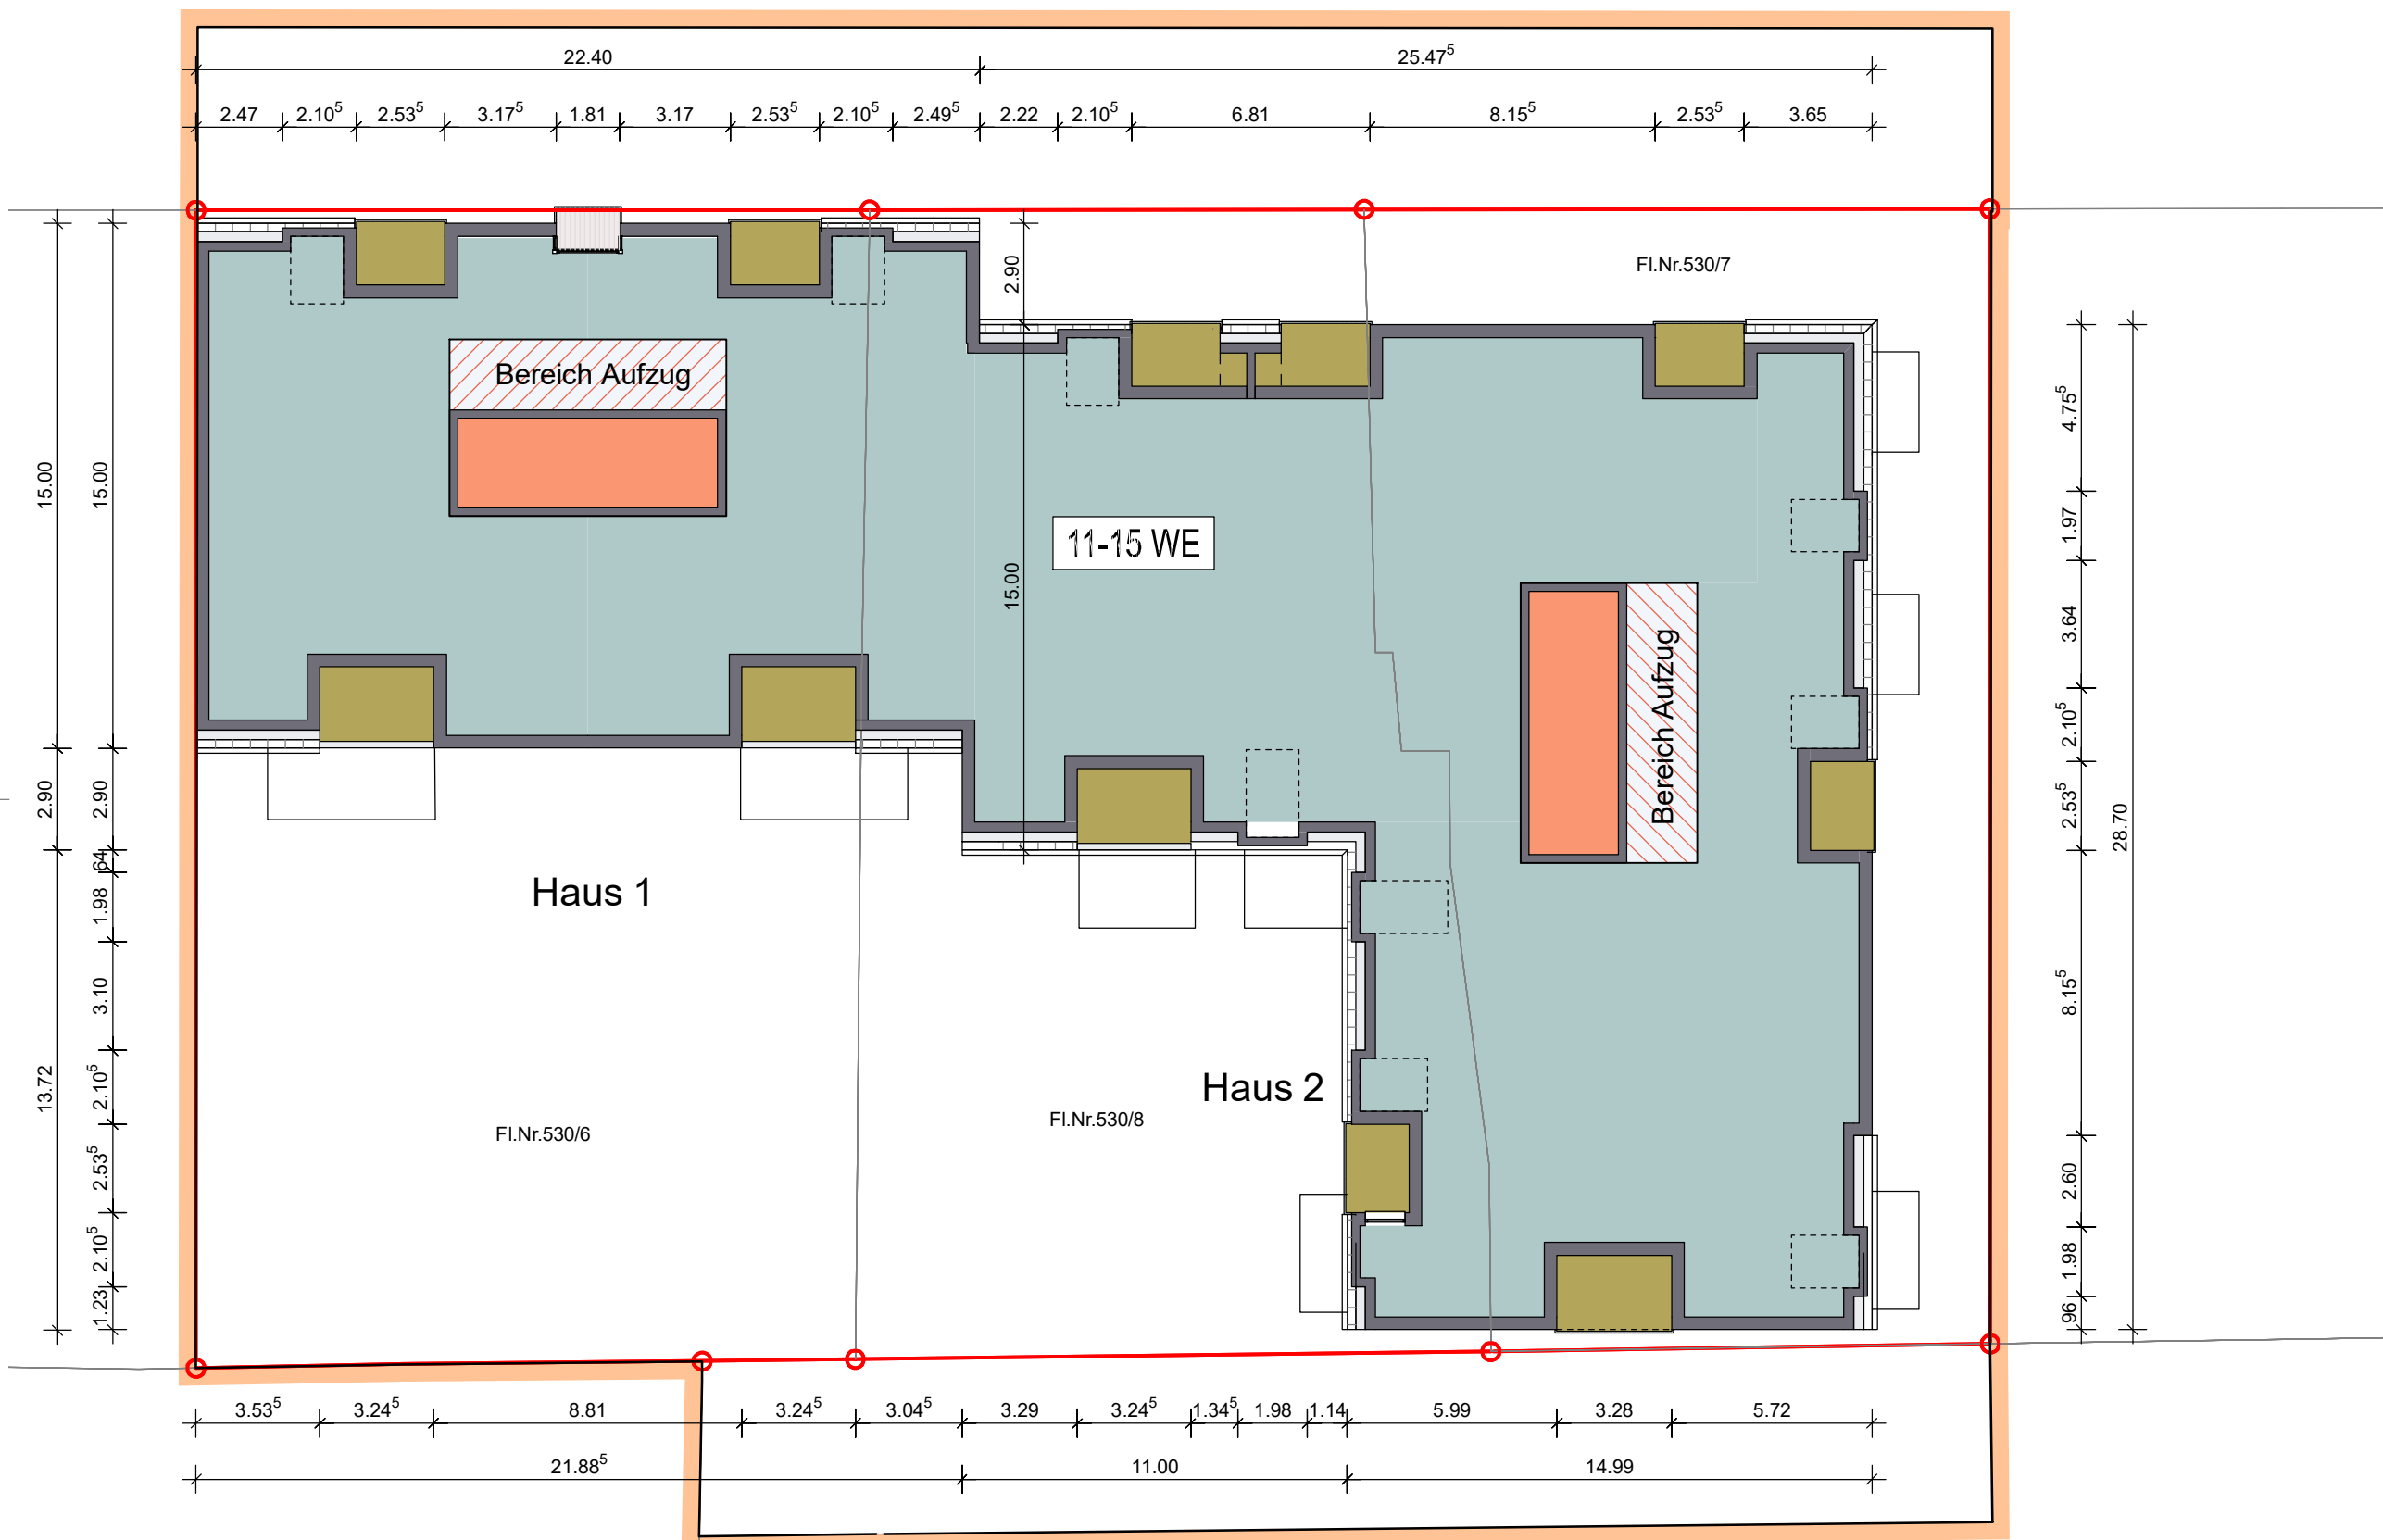 22.40 25.47⁵
2.47 2.10⁵ 2.53⁵ 3.17⁵ 1.81 3.17 2.53⁵ 2.10⁵ 2.49⁵ 2.22 2.10⁵ 6.81 8.15⁵ 2.53⁵ 3.65
2.90
Fl.Nr.530/7
Bereich Aufzug
11-15 WE
15.00
Bereich Aufzug
Haus 1
Haus 2
Fl.Nr.530/6
Fl.Nr.530/8
15.00
2.90
13.72
15.00
2.90
64
1.98
3.10
2.10⁵
2.53⁵
2.10⁵
1.23
4.75⁵
1.97
3.64
2.10⁵
2.53⁵
8.15⁵
2.60
1.98
96
28.70
3.53⁵ 3.24⁵ 8.81 3.24⁵ 3.04⁵ 3.29 3.24⁵ 1.34⁵ 1.98 1.14 5.99 3.28 5.72
21.88⁵ 11.00 14.99